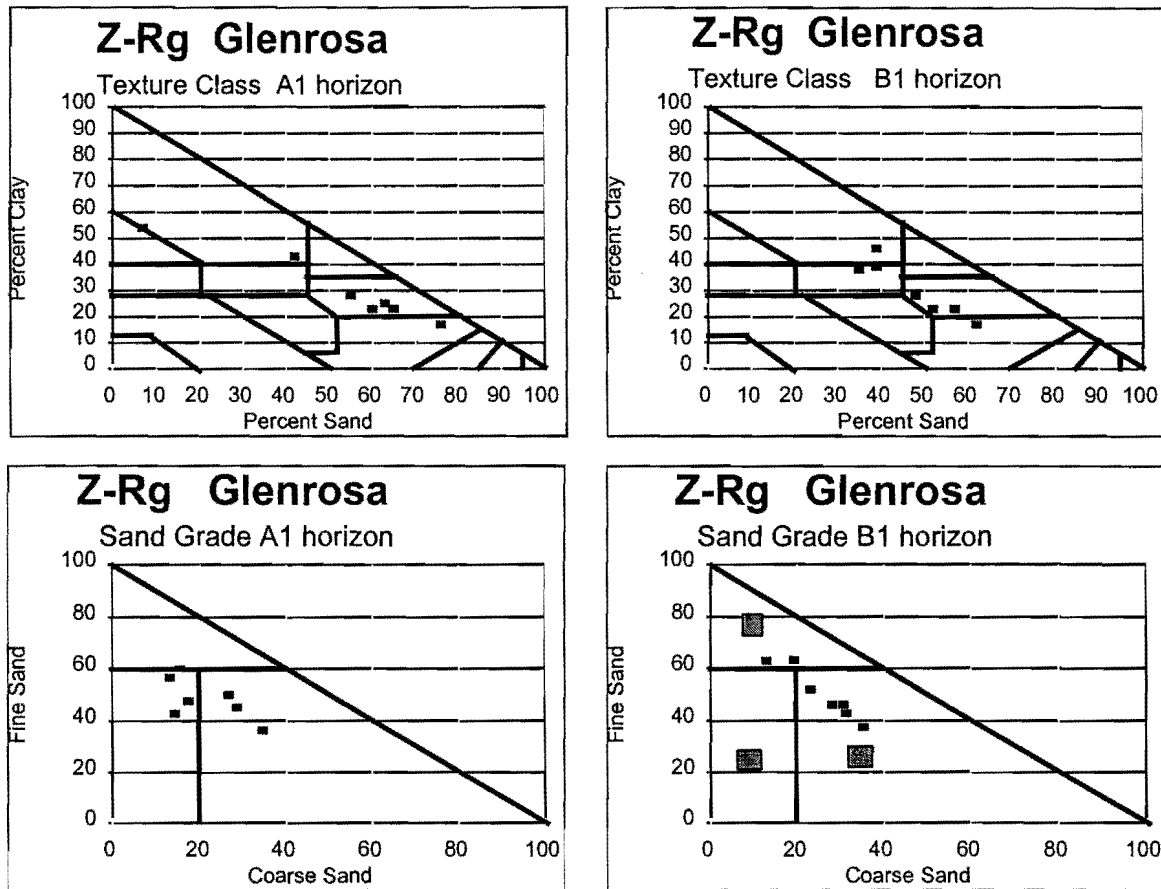 Z-Rg Glenrosa
Texture Class A1 horizon
100
90
80
70
60
50
40
30
20
10
0
Percent Clay
0 10 20 30 40 50 60 70 80 90 100
Percent Sand
Z-Rg Glenrosa
Texture Class B1 horizon
100
90
80
70
60
50
40
30
20
10
0
Percent Clay
0 10 20 30 40 50 60 70 80 90 100
Percent Sand
Z-Rg Glenrosa
Sand Grade A1 horizon
100
80
60
40
20
0
Fine Sand
0 20 40 60 80 100
Coarse Sand
Z-Rg Glenrosa
Sand Grade B1 horizon
100
80
60
40
20
0
Fine Sand
0 20 40 60 80 100
Coarse Sand